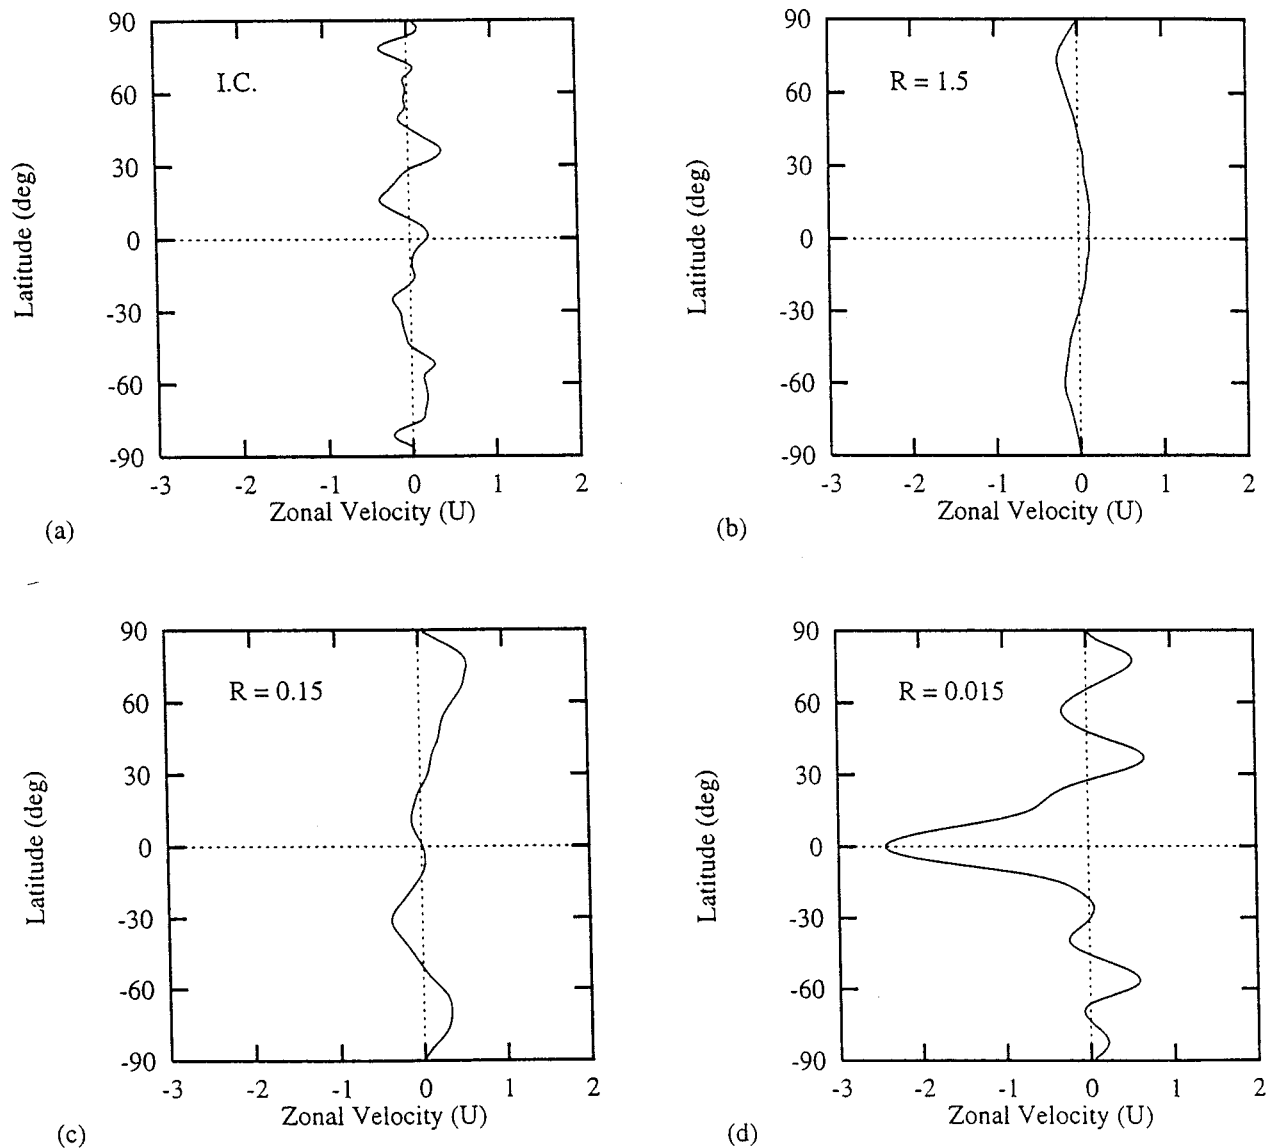 90
60
30
0
-30
-60
-90
Latitude (deg)
I.C.
-3 -2 -1 0 1 2
Zonal Velocity (U)
(a)
90
60
30
0
-30
-60
-90
Latitude (deg)
R = 1.5
-3 -2 -1 0 1 2
Zonal Velocity (U)
(b)
90
60
30
0
-30
-60
-90
Latitude (deg)
R = 0.15
-3 -2 -1 0 1 2
Zonal Velocity (U)
(c)
90
60
30
0
-30
-60
-90
Latitude (deg)
R = 0.015
-3 -2 -1 0 1 2
Zonal Velocity (U)
(d)